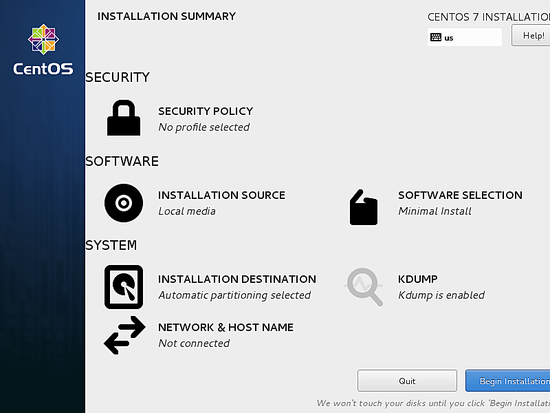 INSTALLATION SUMMARY
CENTOS 7 INSTALLATIO
us
Help!
CentOS
SECURITY
SECURITY POLICY
No profile selected
SOFTWARE
INSTALLATION SOURCE
Local media
SOFTWARE SELECTION
Minimal Install
SYSTEM
INSTALLATION DESTINATION
Automatic partitioning selected
KDUMP
Kdump is enabled
NETWORK & HOST NAME
Not connected
Quit
Begin Installation
We won't touch your disks until you click 'Begin Installati